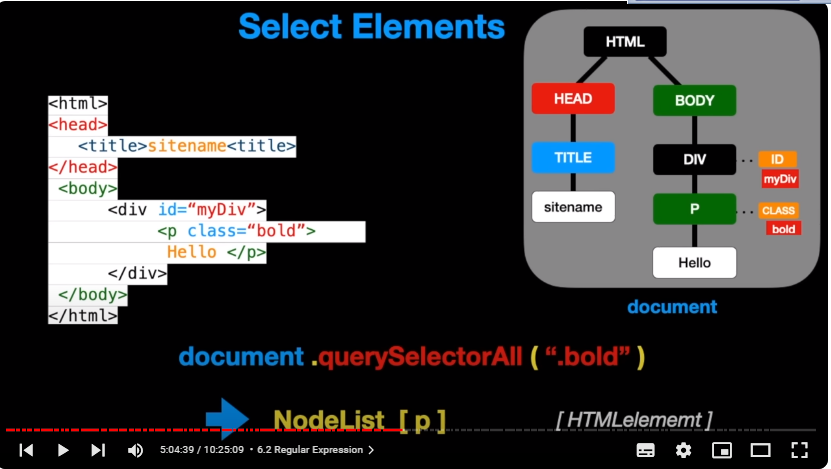 Select Elements
<html>
<head>
<title>sitename<title>
</head>
<body>
<div id=“myDiv”>
<p class=“bold”>
Hello </p>
</div>
</body>
</html>
HTML
HEAD
BODY
TITLE
DIV
ID
myDiv
sitename
P
CLASS
bold
Hello
document
document .querySelectorAll ( “.bold” )
NodeList [ p ]
[ HTMLelememt ]
5:04:39 / 10:25:09 • 6.2 Regular Expression >